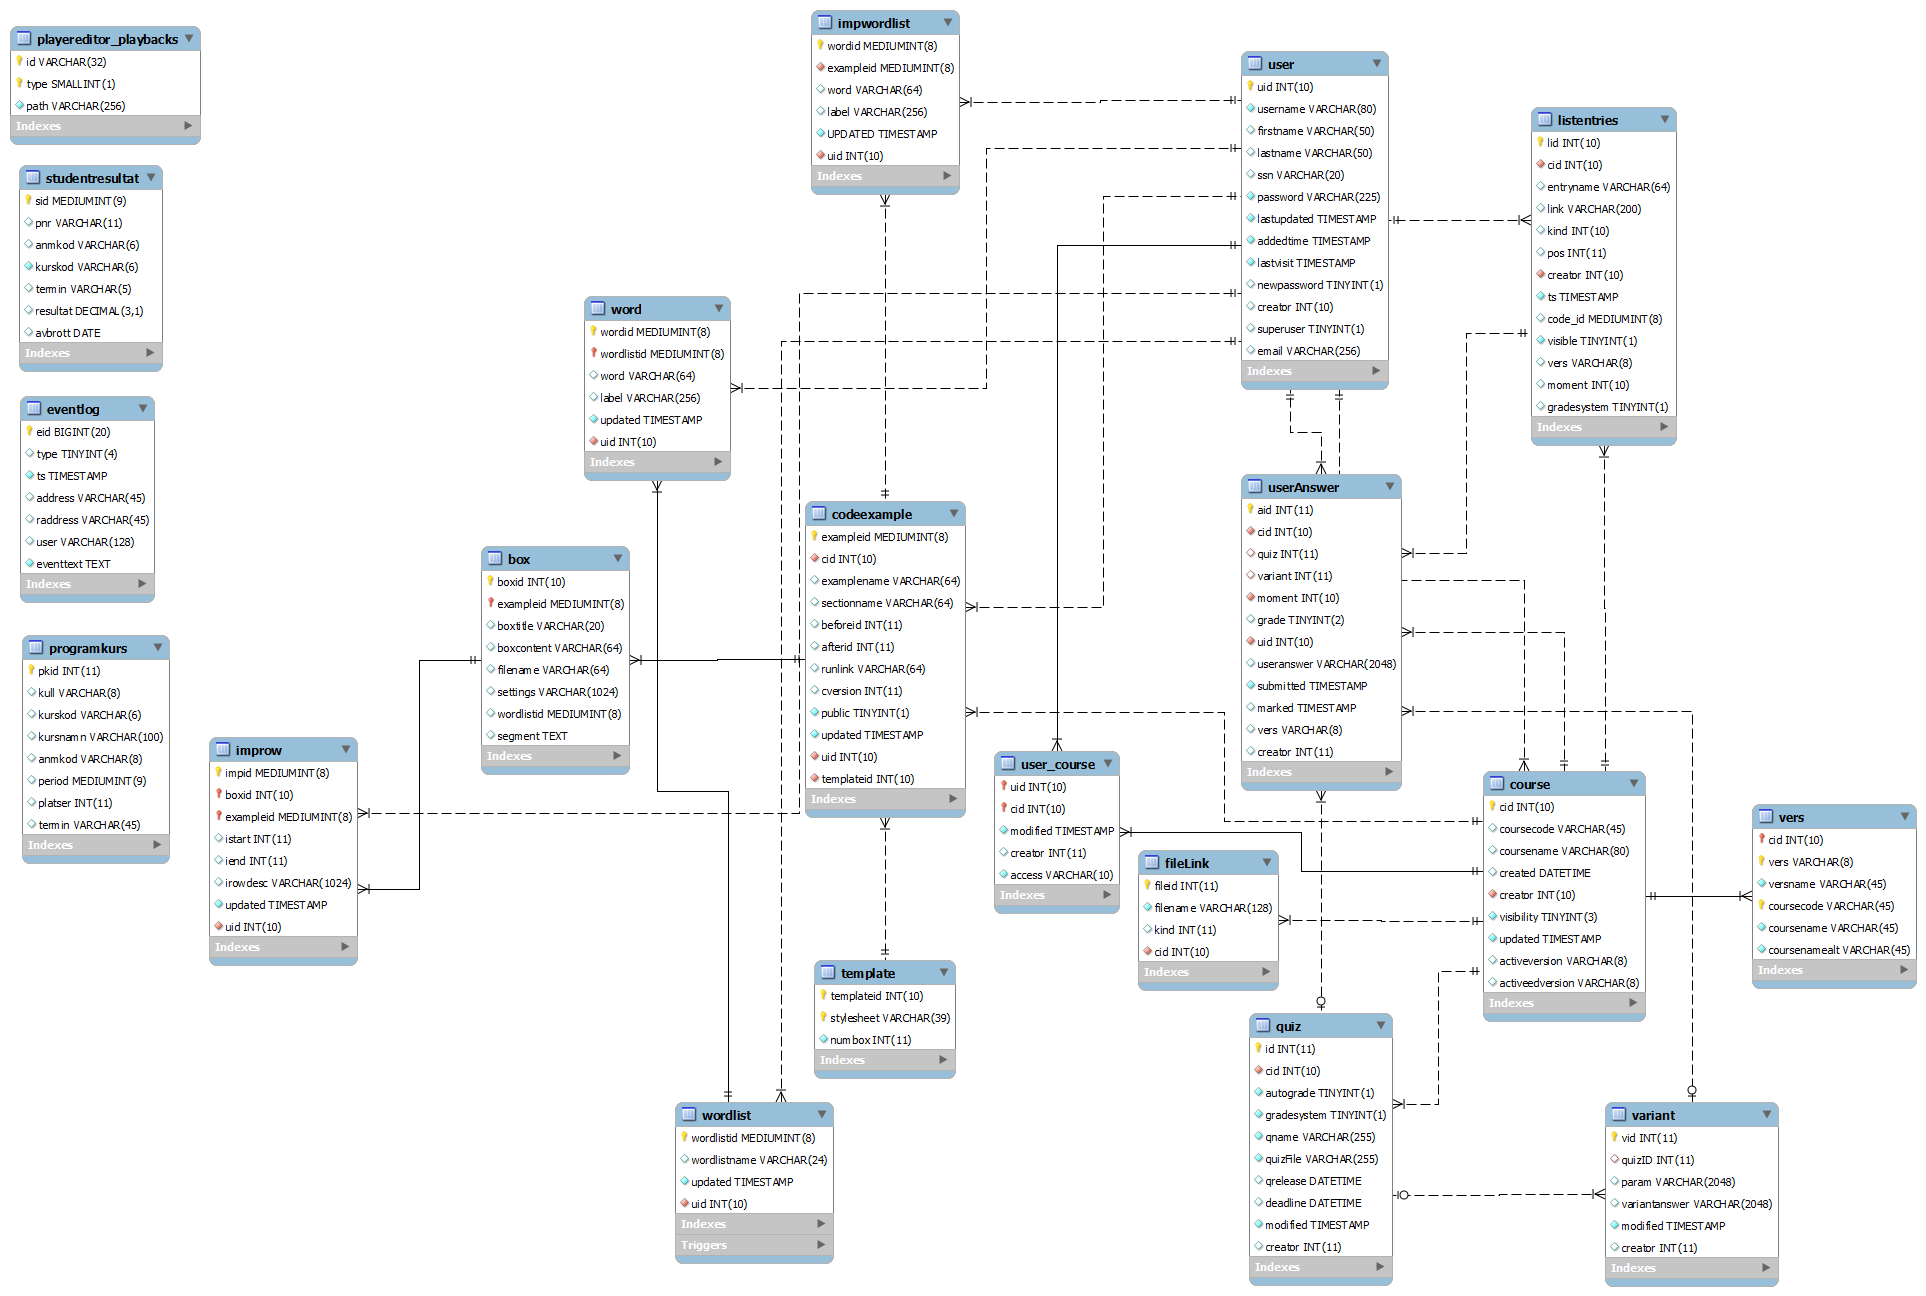 playereditor_playbacks
id VARCHAR(32)
type SMALLINT(1)
path VARCHAR(256)
Indexes
studentresultat
sid MEDIUMINT(9)
pnr VARCHAR(11)
anmkod VARCHAR(6)
kurskod VARCHAR(6)
termin VARCHAR(5)
resultat DECIMAL(3,1)
avbrott DATE
Indexes
eventlog
eid BIGINT(20)
type TINYINT(4)
ts TIMESTAMP
address VARCHAR(45)
raddress VARCHAR(45)
user VARCHAR(128)
eventtext TEXT
Indexes
programkurs
pkid INT(11)
kull VARCHAR(8)
kurskod VARCHAR(6)
kursnamn VARCHAR(100)
anmkod VARCHAR(8)
period MEDIUMINT(9)
platser INT(11)
termin VARCHAR(45)
Indexes
improw
impid MEDIUMINT(8)
boxid INT(10)
exampleid MEDIUMINT(8)
istart INT(11)
iend INT(11)
irowdesc VARCHAR(1024)
updated TIMESTAMP
uid INT(10)
Indexes
box
boxid INT(10)
exampleid MEDIUMINT(8)
boxtitle VARCHAR(20)
boxcontent VARCHAR(64)
filename VARCHAR(64)
settings VARCHAR(1024)
wordlistid MEDIUMINT(8)
segment TEXT
Indexes
word
wordid MEDIUMINT(8)
wordlistid MEDIUMINT(8)
word VARCHAR(64)
label VARCHAR(256)
updated TIMESTAMP
uid INT(10)
Indexes
impwordlist
wordid MEDIUMINT(8)
exampleid MEDIUMINT(8)
word VARCHAR(64)
label VARCHAR(256)
UPDATED TIMESTAMP
uid INT(10)
Indexes
codeexample
exampleid MEDIUMINT(8)
cid INT(10)
examplename VARCHAR(64)
sectionname VARCHAR(64)
beforeid INT(11)
afterid INT(11)
runlink VARCHAR(64)
cversion INT(11)
public TINYINT(1)
updated TIMESTAMP
uid INT(10)
templateid INT(10)
Indexes
template
templateid INT(10)
stylesheet VARCHAR(39)
numbox INT(11)
Indexes
wordlist
wordlistid MEDIUMINT(8)
wordlistname VARCHAR(24)
updated TIMESTAMP
uid INT(10)
Indexes
Triggers
user
uid INT(10)
username VARCHAR(80)
firstname VARCHAR(50)
lastname VARCHAR(50)
ssn VARCHAR(20)
password VARCHAR(225)
lastupdated TIMESTAMP
addedtime TIMESTAMP
lastvisit TIMESTAMP
newpassword TINYINT(1)
creator INT(10)
superuser TINYINT(1)
email VARCHAR(256)
Indexes
listentries
lid INT(10)
cid INT(10)
entryname VARCHAR(64)
link VARCHAR(200)
kind INT(10)
pos INT(11)
creator INT(10)
ts TIMESTAMP
code_id MEDIUMINT(8)
visible TINYINT(1)
vers VARCHAR(8)
moment INT(10)
gradesystem TINYINT(1)
Indexes
userAnswer
aid INT(11)
cid INT(10)
quiz INT(11)
variant INT(11)
moment INT(10)
grade TINYINT(2)
uid INT(10)
useranswer VARCHAR(2048)
submitted TIMESTAMP
marked TIMESTAMP
vers VARCHAR(8)
creator INT(11)
Indexes
user_course
uid INT(10)
cid INT(10)
modified TIMESTAMP
creator INT(11)
access VARCHAR(10)
Indexes
fileLink
fileid INT(11)
filename VARCHAR(128)
kind INT(11)
cid INT(10)
Indexes
course
cid INT(10)
coursecode VARCHAR(45)
coursename VARCHAR(80)
created DATETIME
creator INT(10)
visibility TINYINT(3)
updated TIMESTAMP
activeversion VARCHAR(8)
activeedversion VARCHAR(8)
Indexes
vers
cid INT(10)
vers VARCHAR(8)
versname VARCHAR(45)
coursecode VARCHAR(45)
coursename VARCHAR(45)
coursenamealt VARCHAR(45)
Indexes
quiz
id INT(11)
cid INT(10)
autograde TINYINT(1)
gradesystem TINYINT(1)
qname VARCHAR(255)
quizFile VARCHAR(255)
qrelease DATETIME
deadline DATETIME
modified TIMESTAMP
creator INT(11)
Indexes
variant
vid INT(11)
quizID INT(11)
param VARCHAR(2048)
variantanswer VARCHAR(2048)
modified TIMESTAMP
creator INT(11)
Indexes